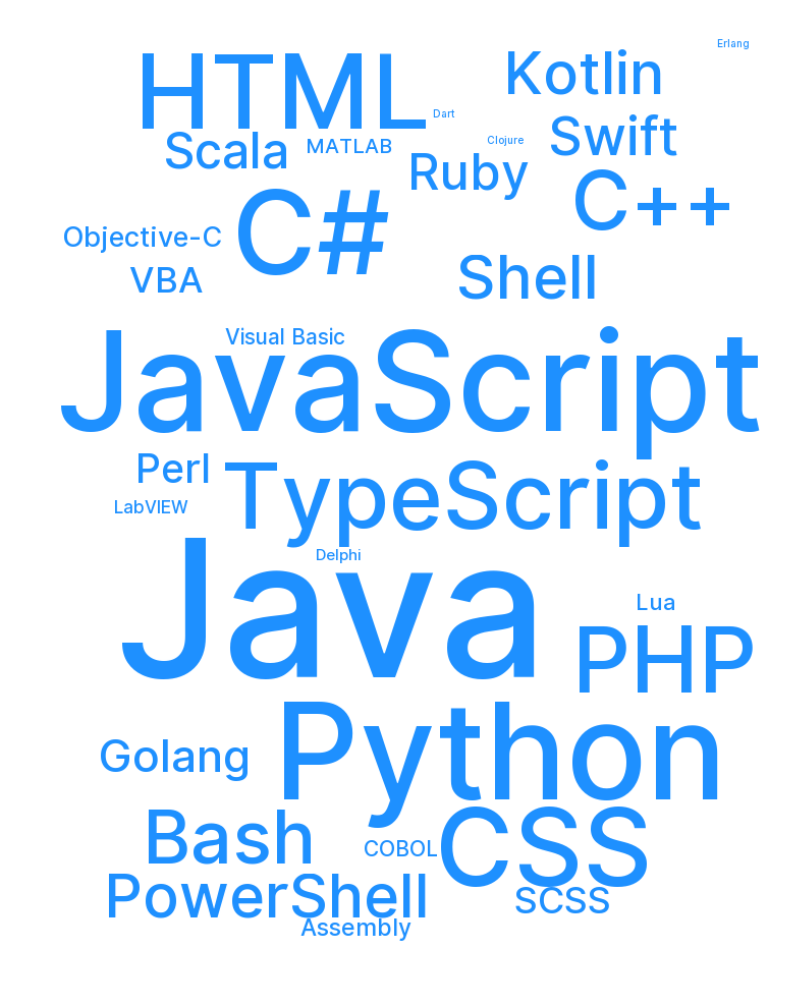 Erlang
HTML
Kotlin
Dart
Swift
Clojure
Scala
MATLAB
Ruby
C++
C#
Objective-C
VBA
Shell
Visual Basic
JavaScript
Perl
TypeScript
LabVIEW
Delphi
Java
Lua
PHP
Python
Golang
Bash
COBOL
CSS
PowerShell
SCSS
Assembly